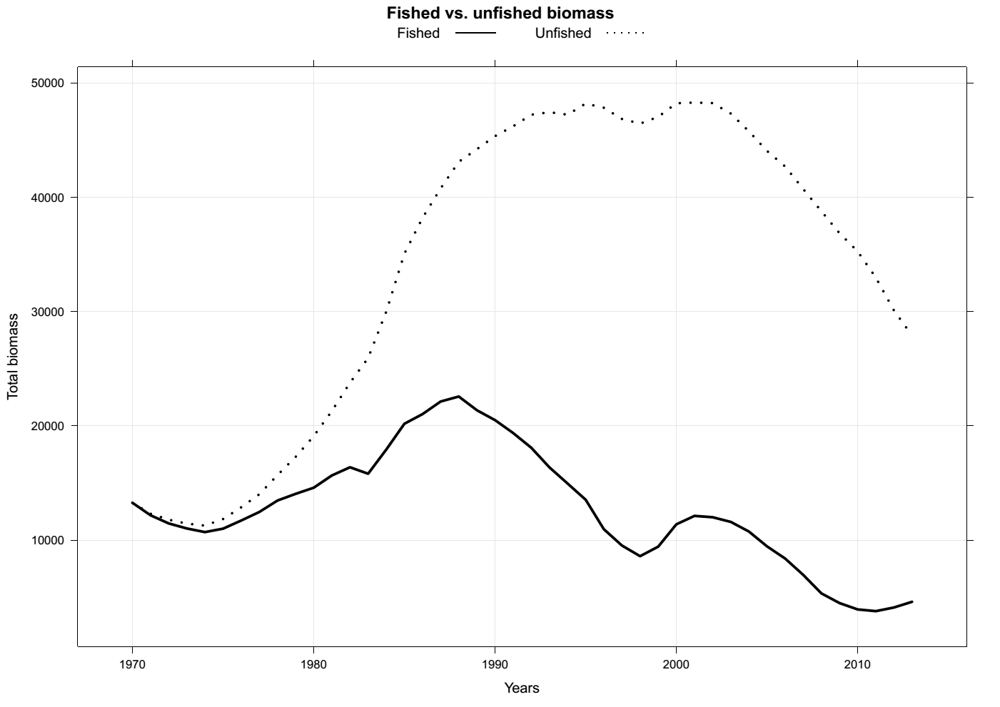 Fished vs. unfished biomass
Fished Unfished
50000
40000
30000
20000
10000
Total biomass
1970 1980 1990 2000 2010
Years